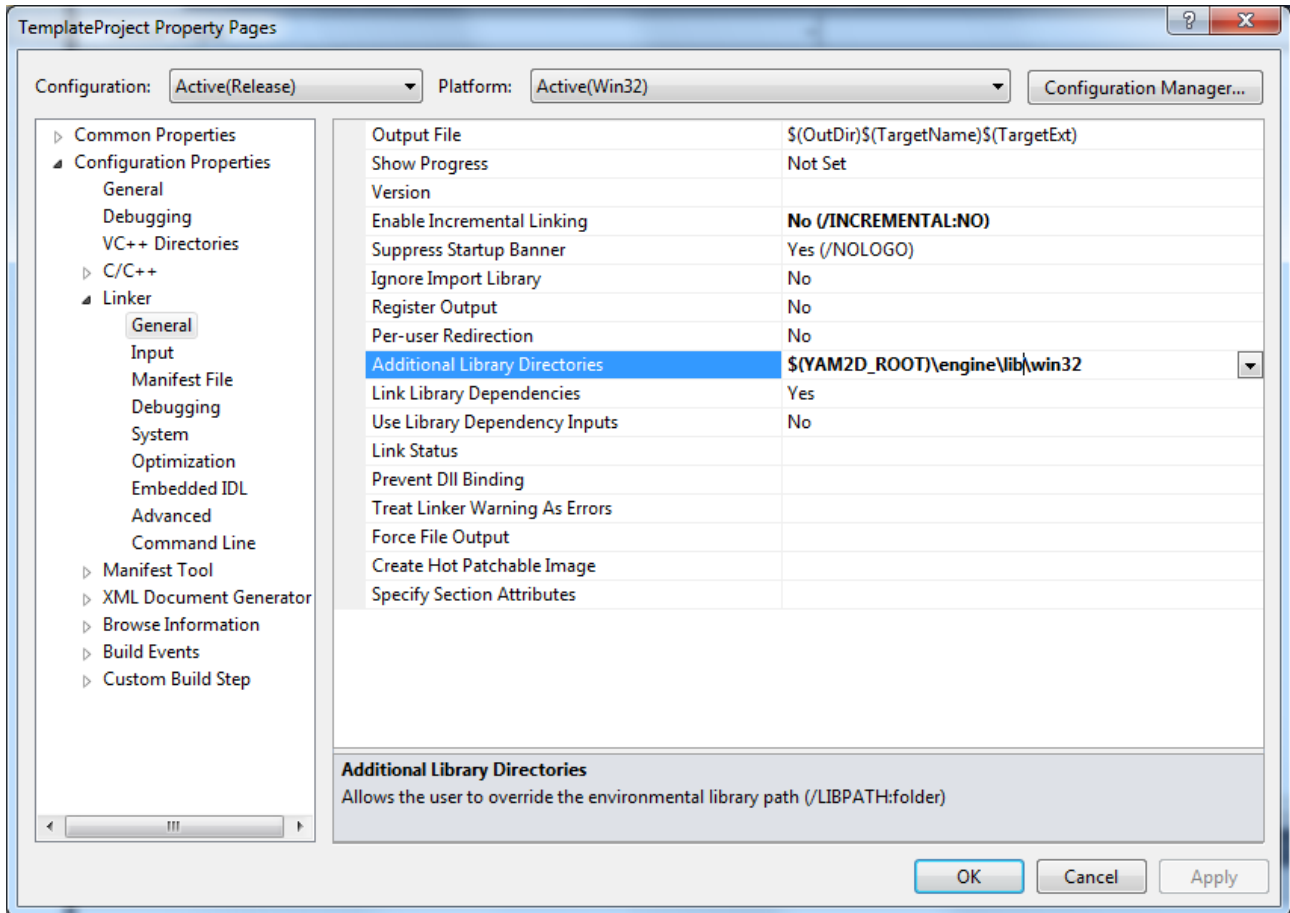 TemplateProject Property Pages
Configuration: Active(Release) Platform: Active(Win32) Configuration Manager...
Common Properties
Configuration Properties
General
Debugging
VC++ Directories
C/C++
Linker
General
Input
Manifest File
Debugging
System
Optimization
Embedded IDL
Advanced
Command Line
Manifest Tool
XML Document Generator
Browse Information
Build Events
Custom Build Step
Output File $(OutDir)$(TargetName)$(TargetExt)
Show Progress Not Set
Version
Enable Incremental Linking No (/INCREMENTAL:NO)
Suppress Startup Banner Yes (/NOLOGO)
Ignore Import Library No
Register Output No
Per-user Redirection No
Additional Library Directories $(YAM2D_ROOT)\engine\lib\win32
Link Library Dependencies Yes
Use Library Dependency Inputs No
Link Status
Prevent Dll Binding
Treat Linker Warning As Errors
Force File Output
Create Hot Patchable Image
Specify Section Attributes
Additional Library Directories
Allows the user to override the environmental library path (/LIBPATH:folder)
OK Cancel Apply